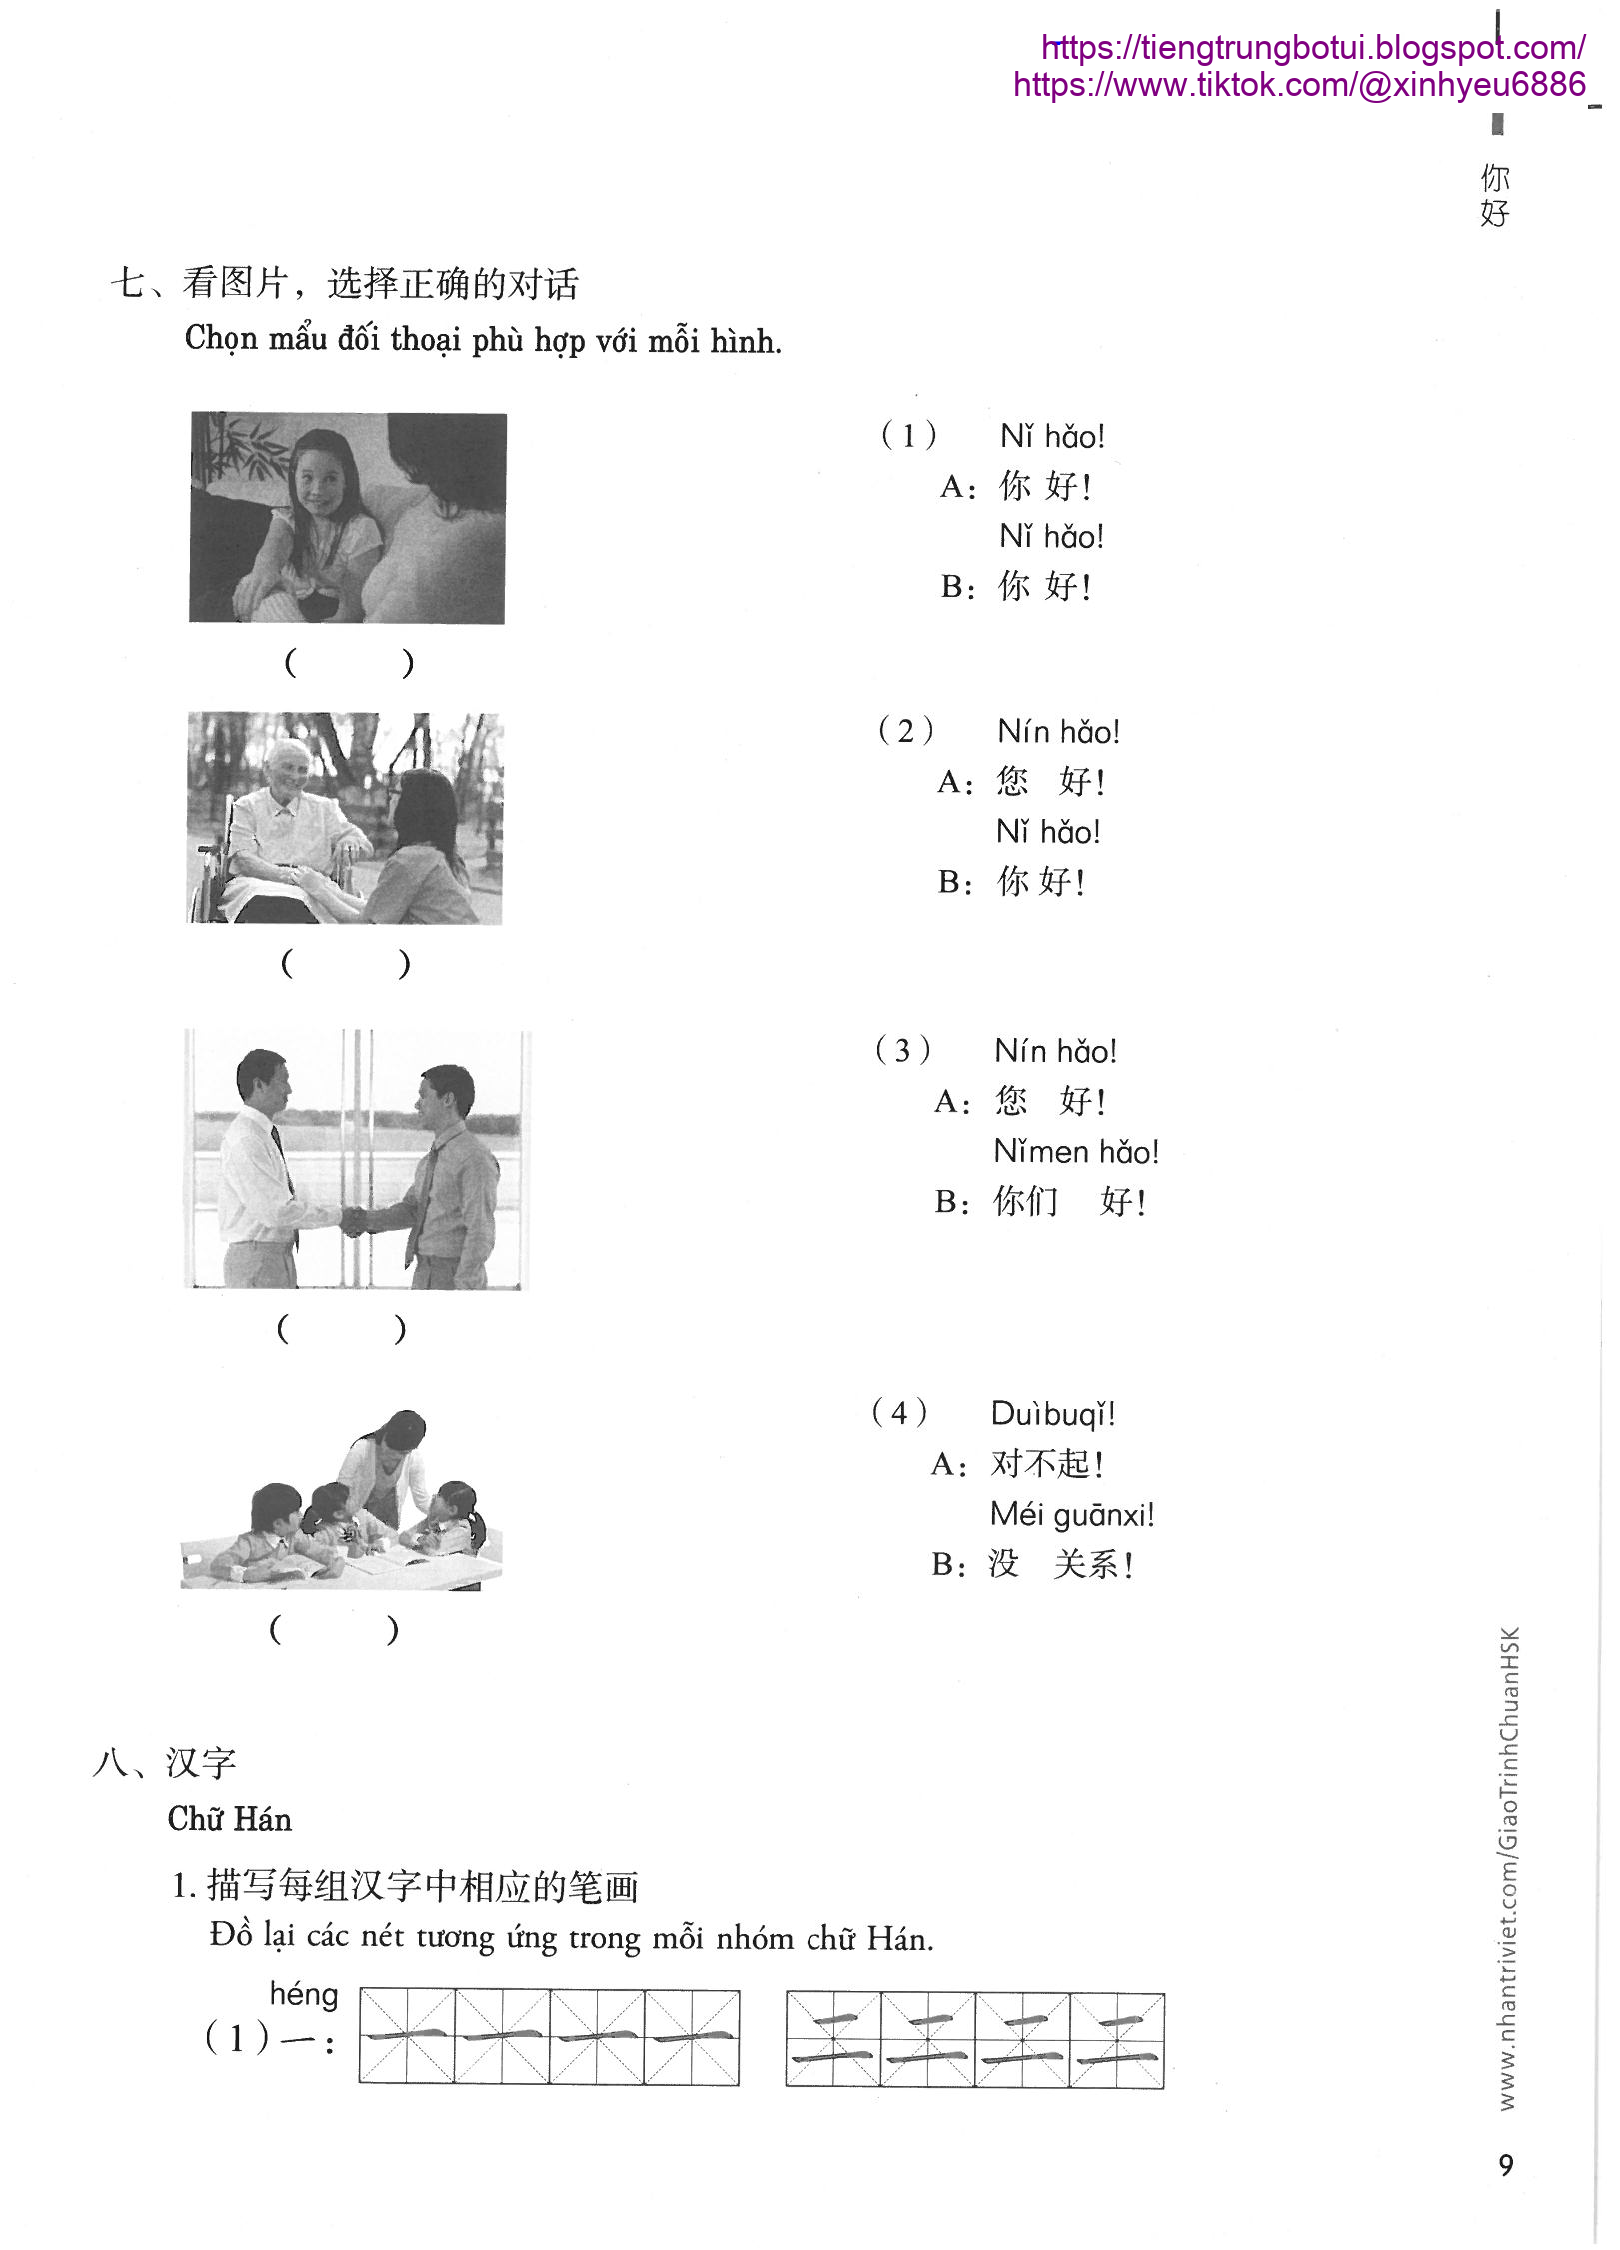 https://tiengtrungbotui.blogspot.com/
https://www.tiktok.com/@xinhyeu6886
你好
七、看图片，选择正确的对话
Chọn mẩu đối thoại phù hợp với mỗi hình.
(      )
(      )
(      )
(      )
（1） Nǐ hǎo!
A：你 好！
Nǐ hǎo!
B：你 好！
（2） Nín hǎo!
A：您 好！
Nǐ hǎo!
B：你 好！
（3） Nín hǎo!
A：您 好！
Nǐmen hǎo!
B：你们 好！
（4） Duìbuqǐ!
A：对不起！
Méi guānxi!
B：没 关系！
八、汉字
Chữ Hán
1. 描写每组汉字中相应的笔画
Đồ lại các nét tương ứng trong mỗi nhóm chữ Hán.
héng
（1）一： 一 一 一 一 二 二 二 二
www.nhantriviet.com/GiaoTrinhChuanHSK
9